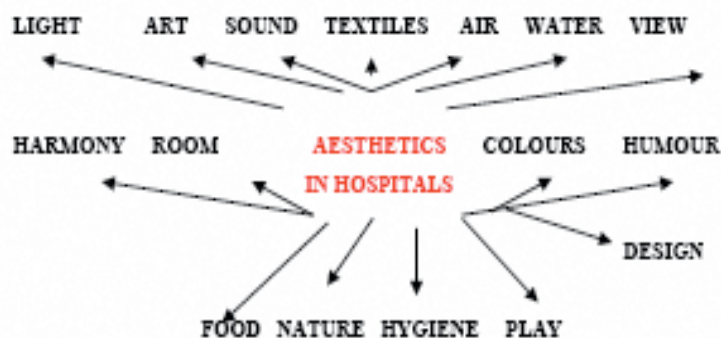 LIGHT ART SOUND TEXTILES AIR WATER VIEW
HARMONY ROOM AESTHETICS COLOURS HUMOUR
IN HOSPITALS
DESIGN
FOOD NATURE HYGIENE PLAY